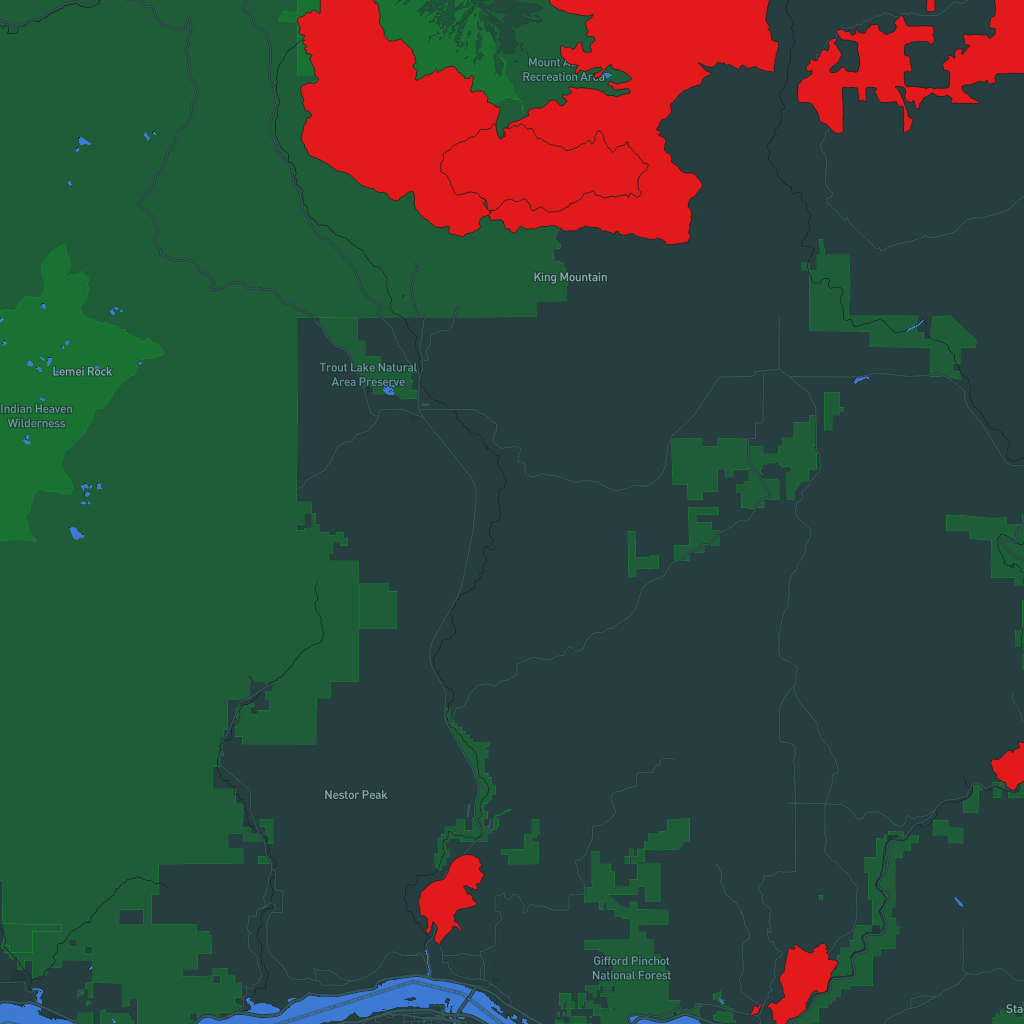 Mount A
Recreation Area
King Mountain
Trout Lake Natural
Area Preserve
Lemei Rock
Indian Heaven
Wilderness
Nestor Peak
Gifford Pinchot
National Forest
Sta